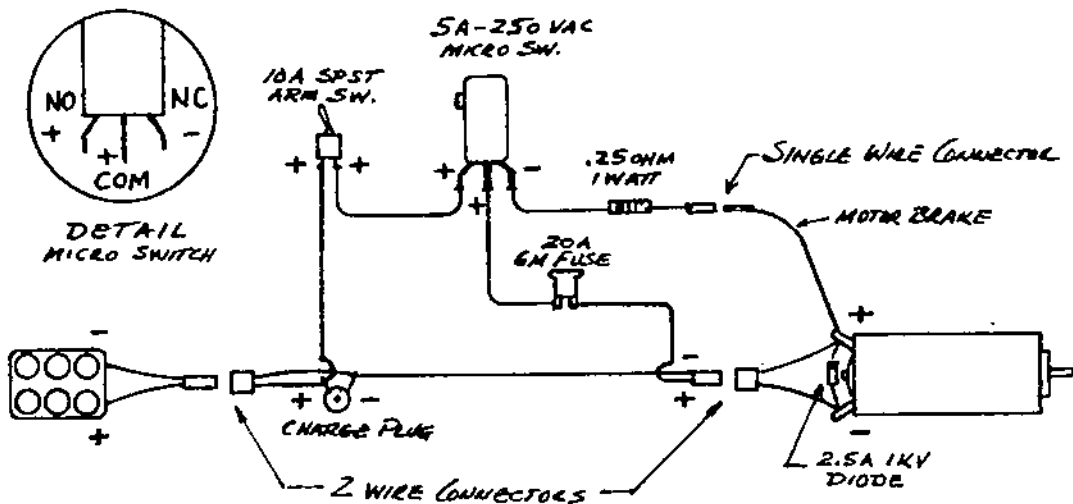 5A-250 VAC
MICRO SW.
10A SPST
ARM SW.
NO
NC
+
+
-
COM
DETAIL
MICRO SWITCH
+
+
+
+
-
.25 OHM
1 WATT
SINGLE WIRE CONNECTOR
MOTOR BRAKE
20A
GM FUSE
-
+
+
-
CHARGE PLUG
-
+
+
-
2.5A 1KV
DIODE
2 WIRE CONNECTORS